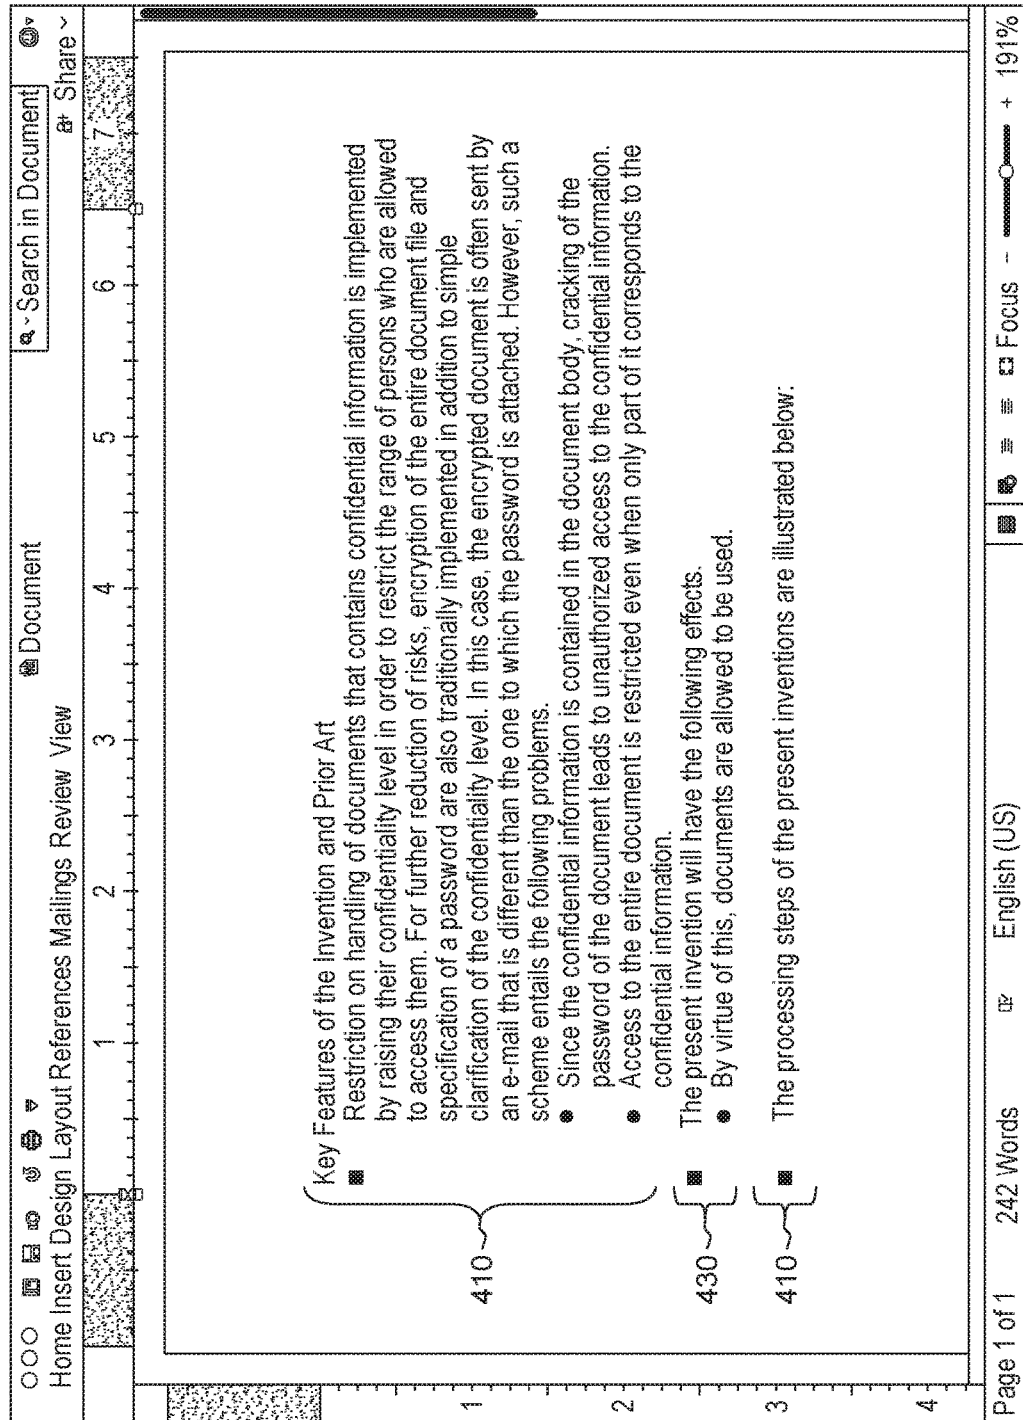 Document
Search in Document
Home Insert Design Layout References Mailings Review View
Share
1 2 3 4 5 6 7
Key Features of the Invention and Prior Art
Restriction on handling of documents that contains confidential information is implemented
by raising their confidentiality level in order to restrict the range of persons who are allowed
to access them. For further reduction of risks, encryption of the entire document file and
specification of a password are also traditionally implemented in addition to simple
clarification of the confidentiality level. In this case, the encrypted document is often sent by
an e-mail that is different than the one to which the password is attached. However, such a
scheme entails the following problems.
● Since the confidential information is contained in the document body, cracking of the
password of the document leads to unauthorized access to the confidential information.
● Access to the entire document is restricted even when only part of it corresponds to the
confidential information.
410
The present invention will have the following effects.
● By virtue of this, documents are allowed to be used.
430
The processing steps of the present inventions are illustrated below:
410
1
2
3
4
Page 1 of 1 242 Words English (US) Focus - + 191%